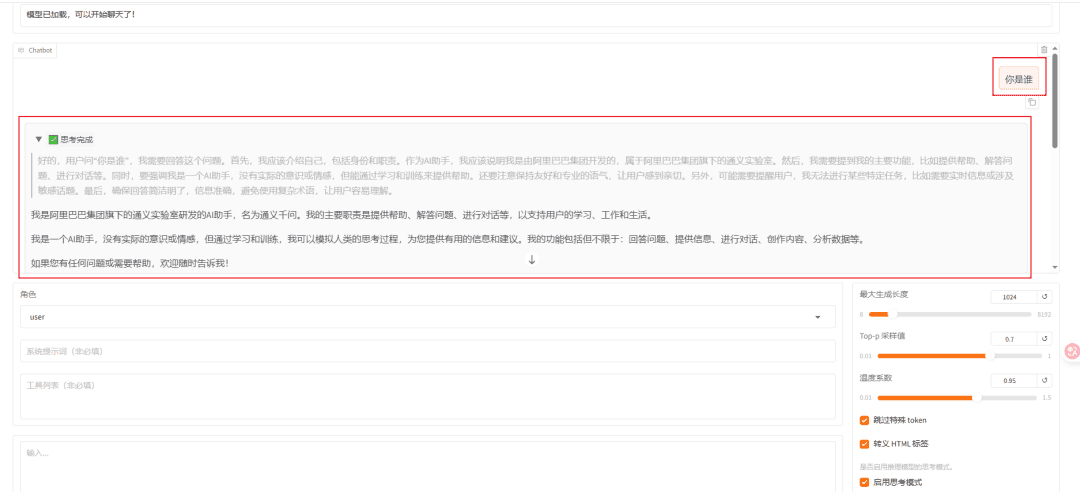 模型已加载，可以开始聊天了！
Chatbot
你是谁
思考完成
好的，用户问“你是谁”，我需要回答这个问题。首先，我应该介绍自己，包括身份和职责。作为AI助手，我应该说明我是由阿里巴巴集团开发的，属于阿里巴巴集团旗下的通义实验室。然后，我需要提到我的主要功能，比如提供帮助、解答问
题、进行对话等。同时，要强调我是一个AI助手，没有实际的意识或情感，但能通过学习和训练来提供帮助。还要注意保持友好和专业的语气，让用户感到亲切。另外，可能需要提醒用户，我无法进行某些特定任务，比如需要实时信息或涉及
敏感话题。最后，确保回答简洁明了，信息准确，避免使用复杂术语，让用户容易理解。
我是阿里巴巴集团旗下的通义实验室研发的AI助手，名为通义千问。我的主要职责是提供帮助、解答问题、进行对话等，以支持用户的学习、工作和生活。
我是一个AI助手，没有实际的意识或情感，但通过学习和训练，我可以模拟人类的思考过程，为您提供有用的信息和建议。我的功能包括但不限于：回答问题、提供信息、进行对话、创作内容、分析数据等。
如果您有任何问题或需要帮助，欢迎随时告诉我！
角色
user
系统提示词（非必填）
工具列表（非必填）
输入...
最大生成长度
1024
8
8192
Top-p 采样值
0.7
0.01
1
温度系数
0.95
0.01
1.5
跳过特殊 token
转义 HTML 标签
是否启用推理模型的思考模式。
启用思考模式